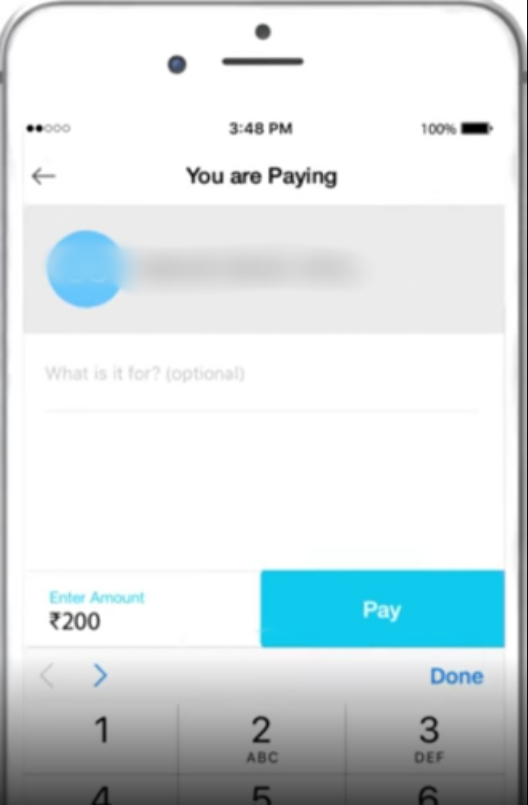 3:48 PM
100%
You are Paying
What is it for? (optional)
Enter Amount
₹200
Pay
Done
1
2
ABC
3
DEF
4
5
6